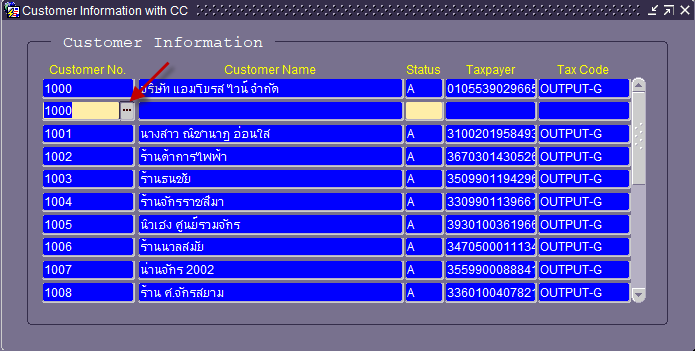 Customer Information with CC
Customer Information
Customer No. Customer Name Status Taxpayer Tax Code
1000 บริษัท แอมโบรส ไวน์ จำกัด A 0105539029665 OUTPUT-G
1000 ...
1001 นางสาว ณิชานาฏ อ่อนใส A 3100201958493 OUTPUT-G
1002 ร้านด้าการไฟฟ้า A 3670301430526 OUTPUT-G
1003 ร้านธนชัย A 3509901194296 OUTPUT-G
1004 ร้านจักรราชสีมา A 3309901139661 OUTPUT-G
1005 นิวเฮง ศูนย์รวมจักร A 3930100361966 OUTPUT-G
1006 ร้านนวลสมัย A 3470500011134 OUTPUT-G
1007 น่านจักร 2002 A 3559900088841 OUTPUT-G
1008 ร้าน ศ.จักรสยาม A 3360100407821 OUTPUT-G